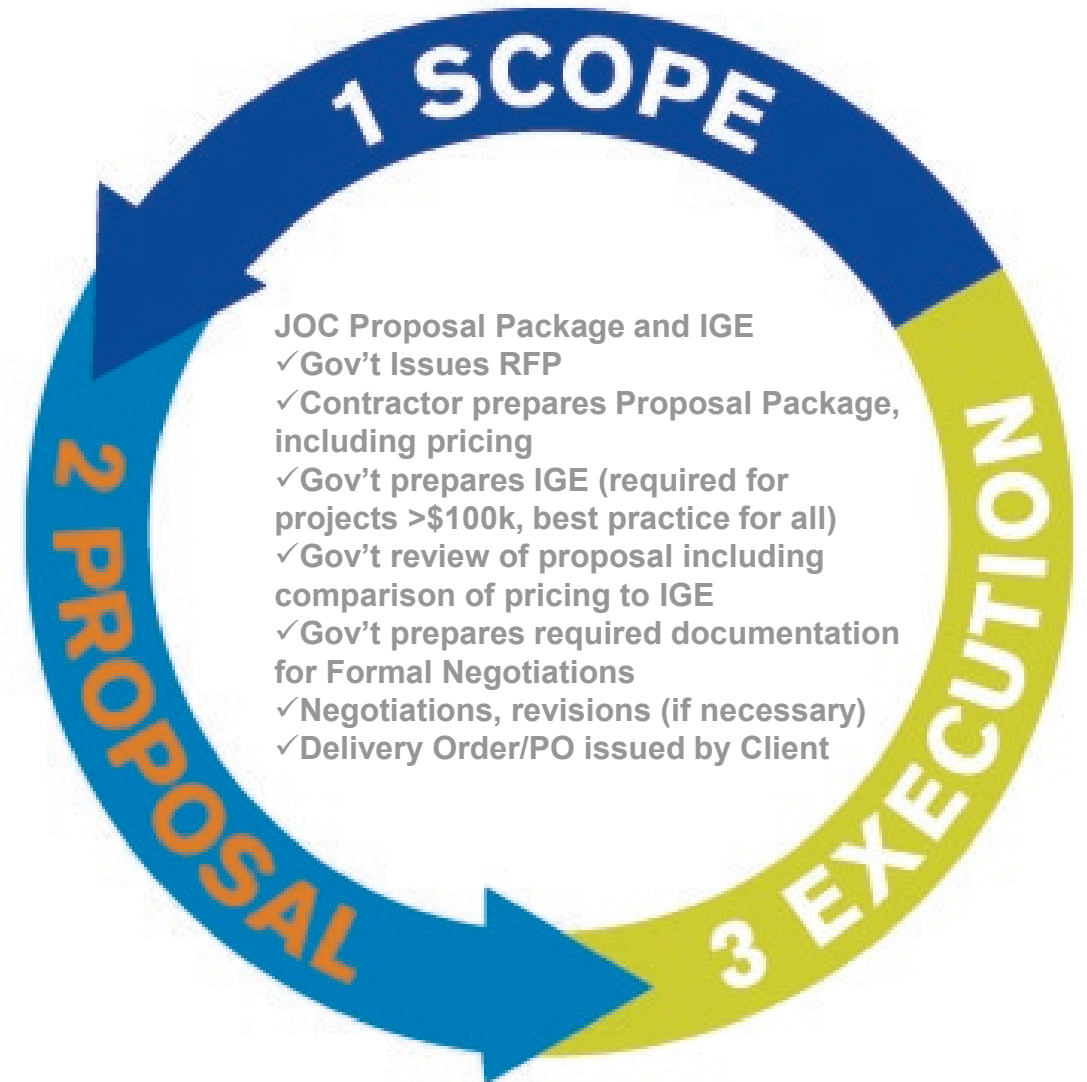 1 SCOPE
JOC Proposal Package and IGE
✓Gov’t Issues RFP
✓Contractor prepares Proposal Package,
including pricing
✓Gov’t prepares IGE (required for
projects >$100k, best practice for all)
✓Gov’t review of proposal including
comparison of pricing to IGE
✓Gov’t prepares required documentation
for Formal Negotiations
✓Negotiations, revisions (if necessary)
✓Delivery Order/PO issued by Client
2 PROPOSAL
3 EXECUTION